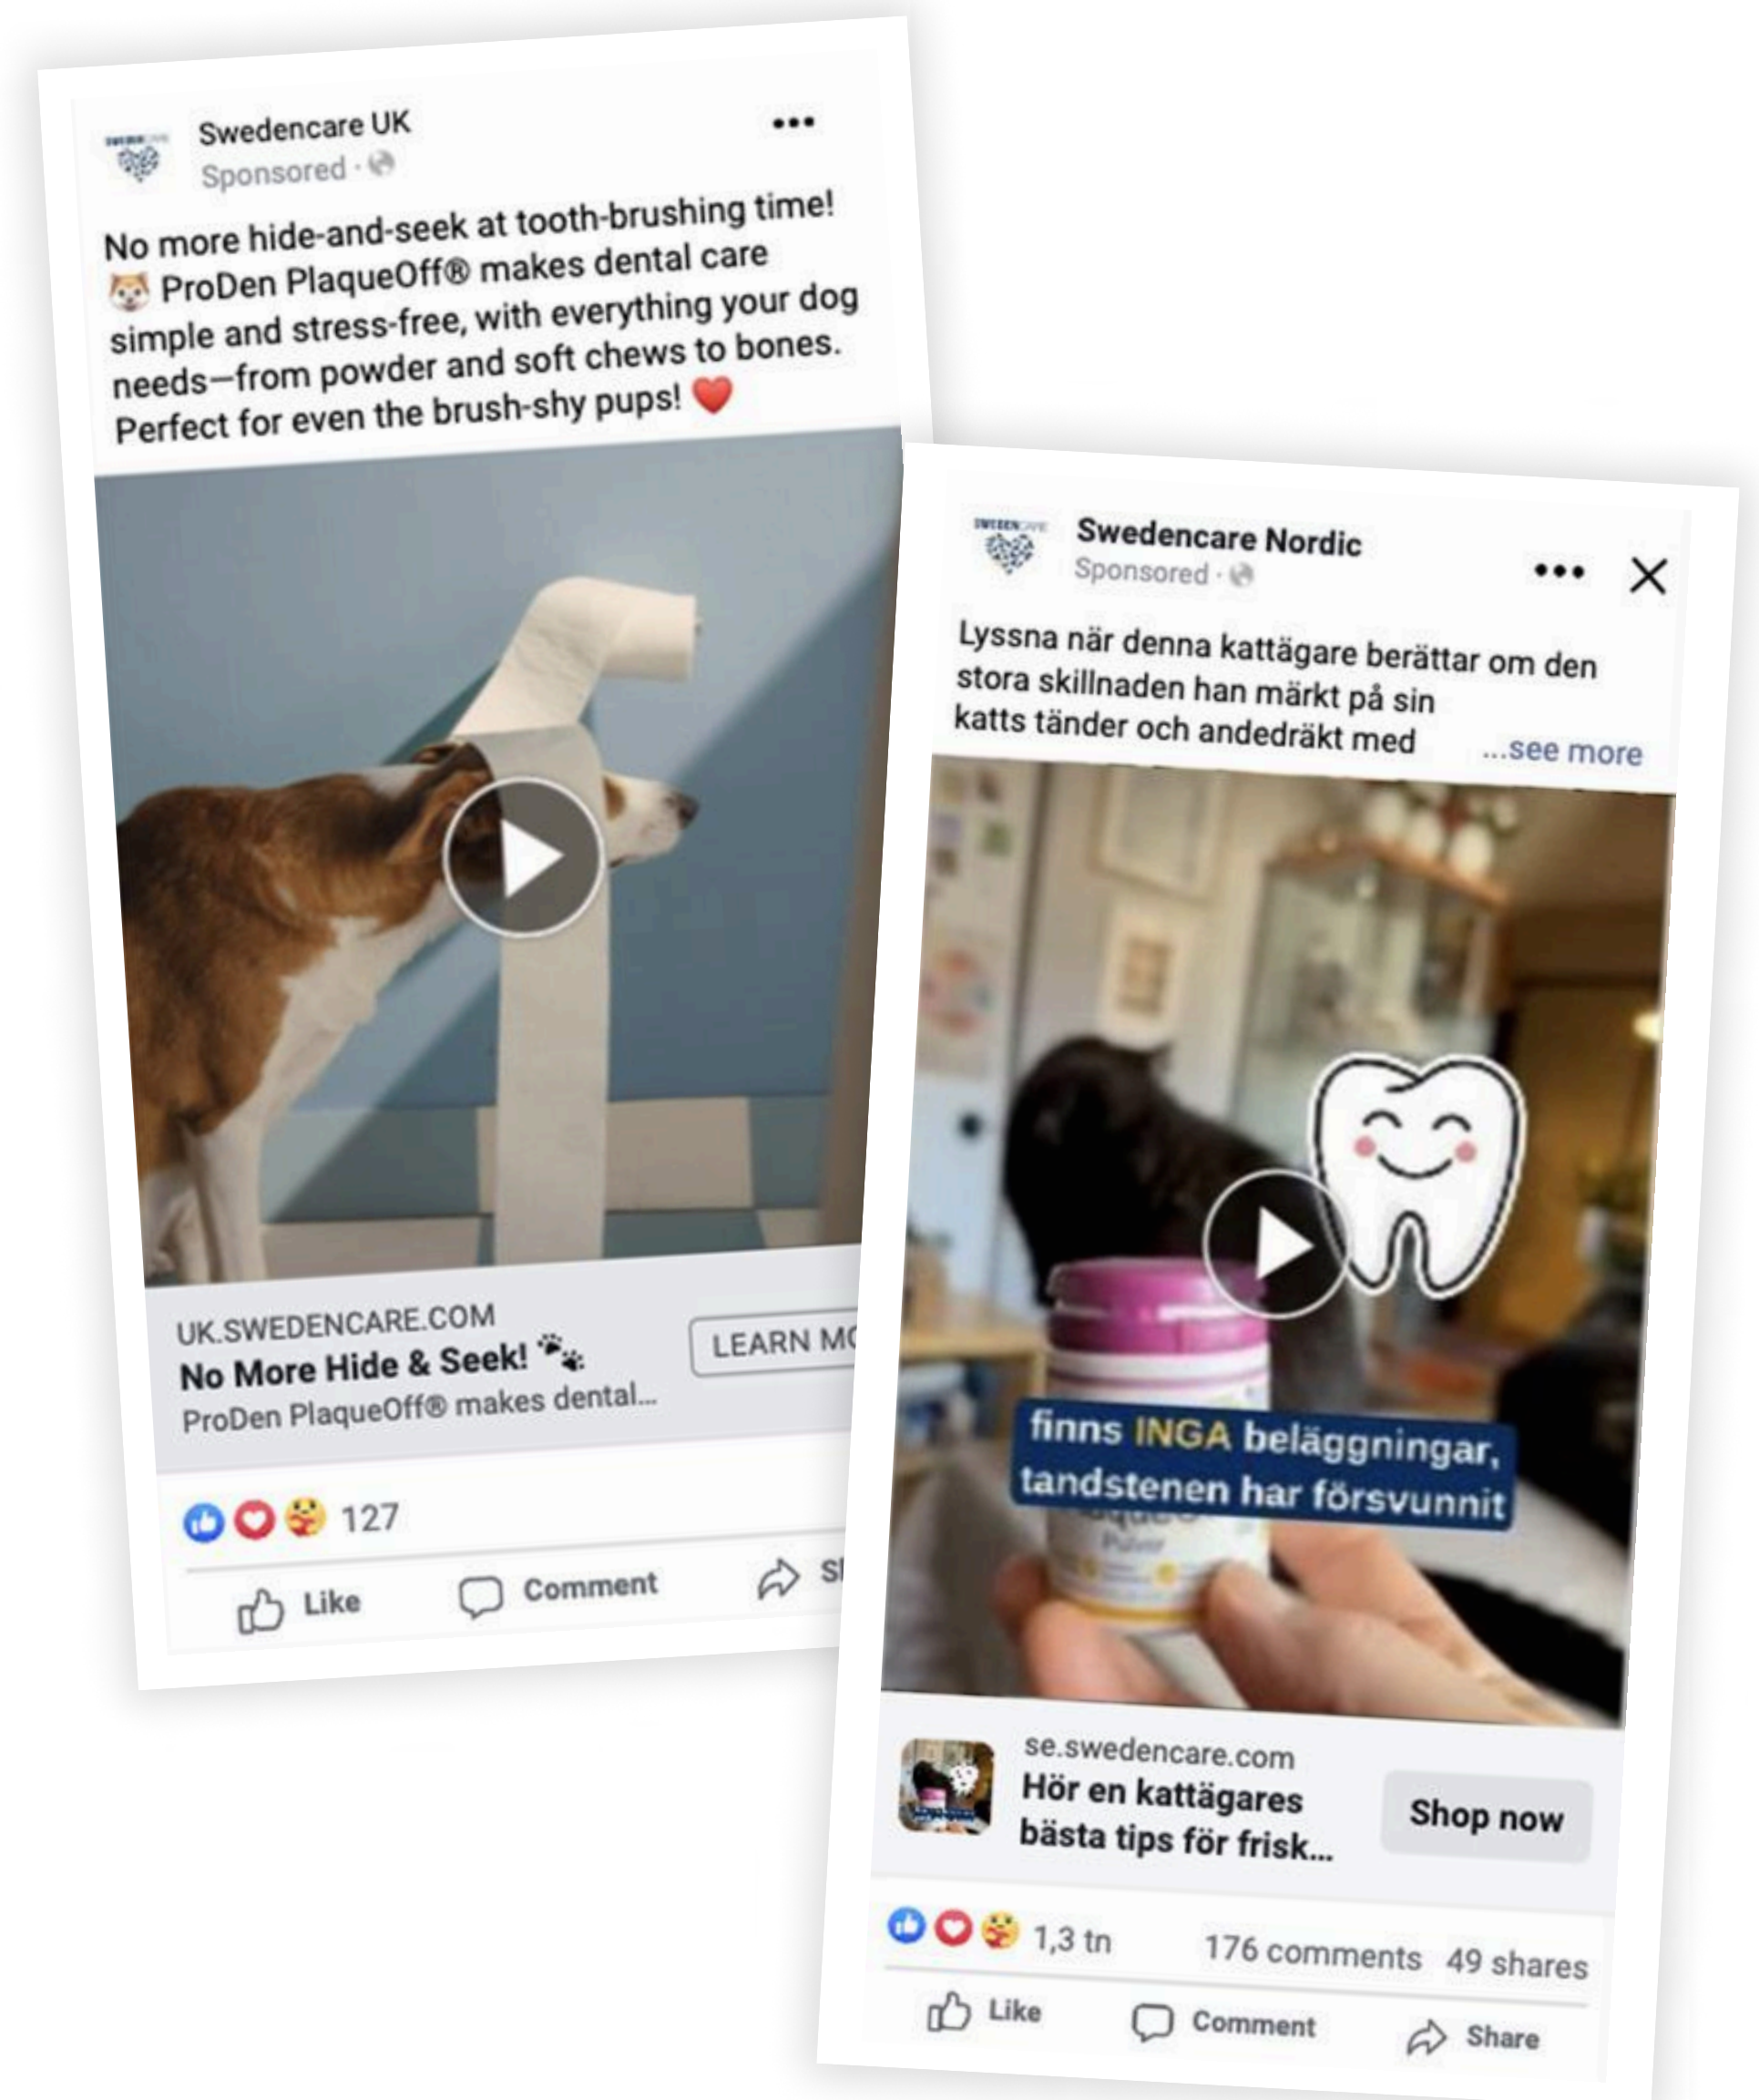 SWEDENCARE
Swedencare UK
Sponsored ·
No more hide-and-seek at tooth-brushing time!
🐱 ProDen PlaqueOff® makes dental care
simple and stress-free, with everything your dog
needs—from powder and soft chews to bones.
Perfect for even the brush-shy pups! ❤️
UK.SWEDENCARE.COM
No More Hide & Seek! 🐾
ProDen PlaqueOff® makes dental...
LEARN MO
127
Like
Comment
SWEDENCARE
Swedencare Nordic
Sponsored ·
Lyssna när denna kattägare berättar om den
stora skillnaden han märkt på sin
katts tänder och andedräkt med ...see more
finns INGA beläggningar,
tandstenen har försvunnit
Pulver
se.swedencare.com
Hör en kattägares
bästa tips för frisk...
Shop now
1,3 tn 176 comments 49 shares
Like
Comment
Share